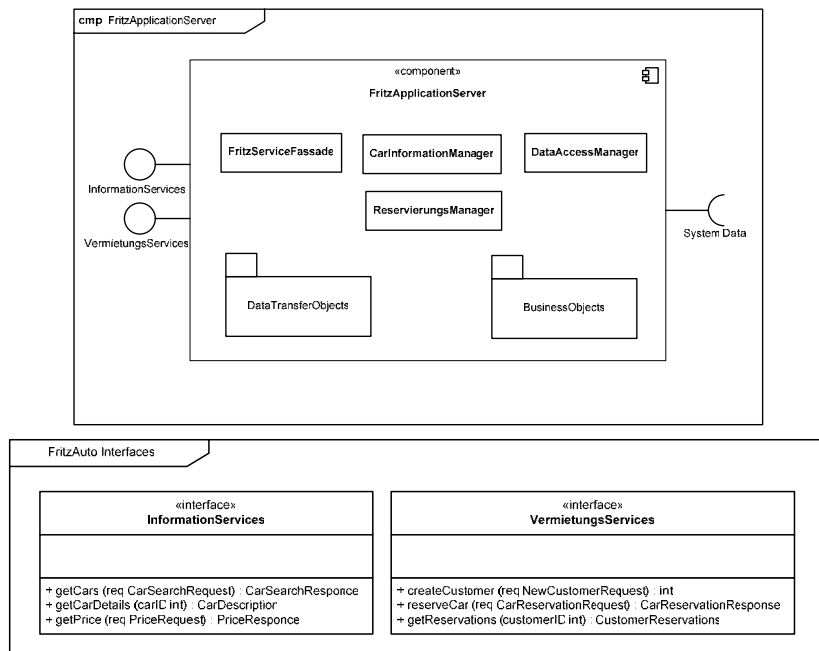 cmp FritzApplicationServer
«component»
FritzApplicationServer
FritzServiceFassade
CarInformationManager
DataAccessManager
InformationServices
ReservierungsManager
VermietungsServices
System Data
DataTransferObjects
BusinessObjects
FritzAuto Interfaces
«interface»
InformationServices
+ getCars (req CarSearchRequest) : CarSearchResponce
+ getCarDetails (carID int) : CarDescription
+ getPrice (req PriceRequest) : PriceResponce
«interface»
VermietungsServices
+ createCustomer (req NewCustomerRequest) : int
+ reserveCar (req CarReservationRequest) : CarReservationResponse
+ getReservations (customerID int) : CustomerReservations